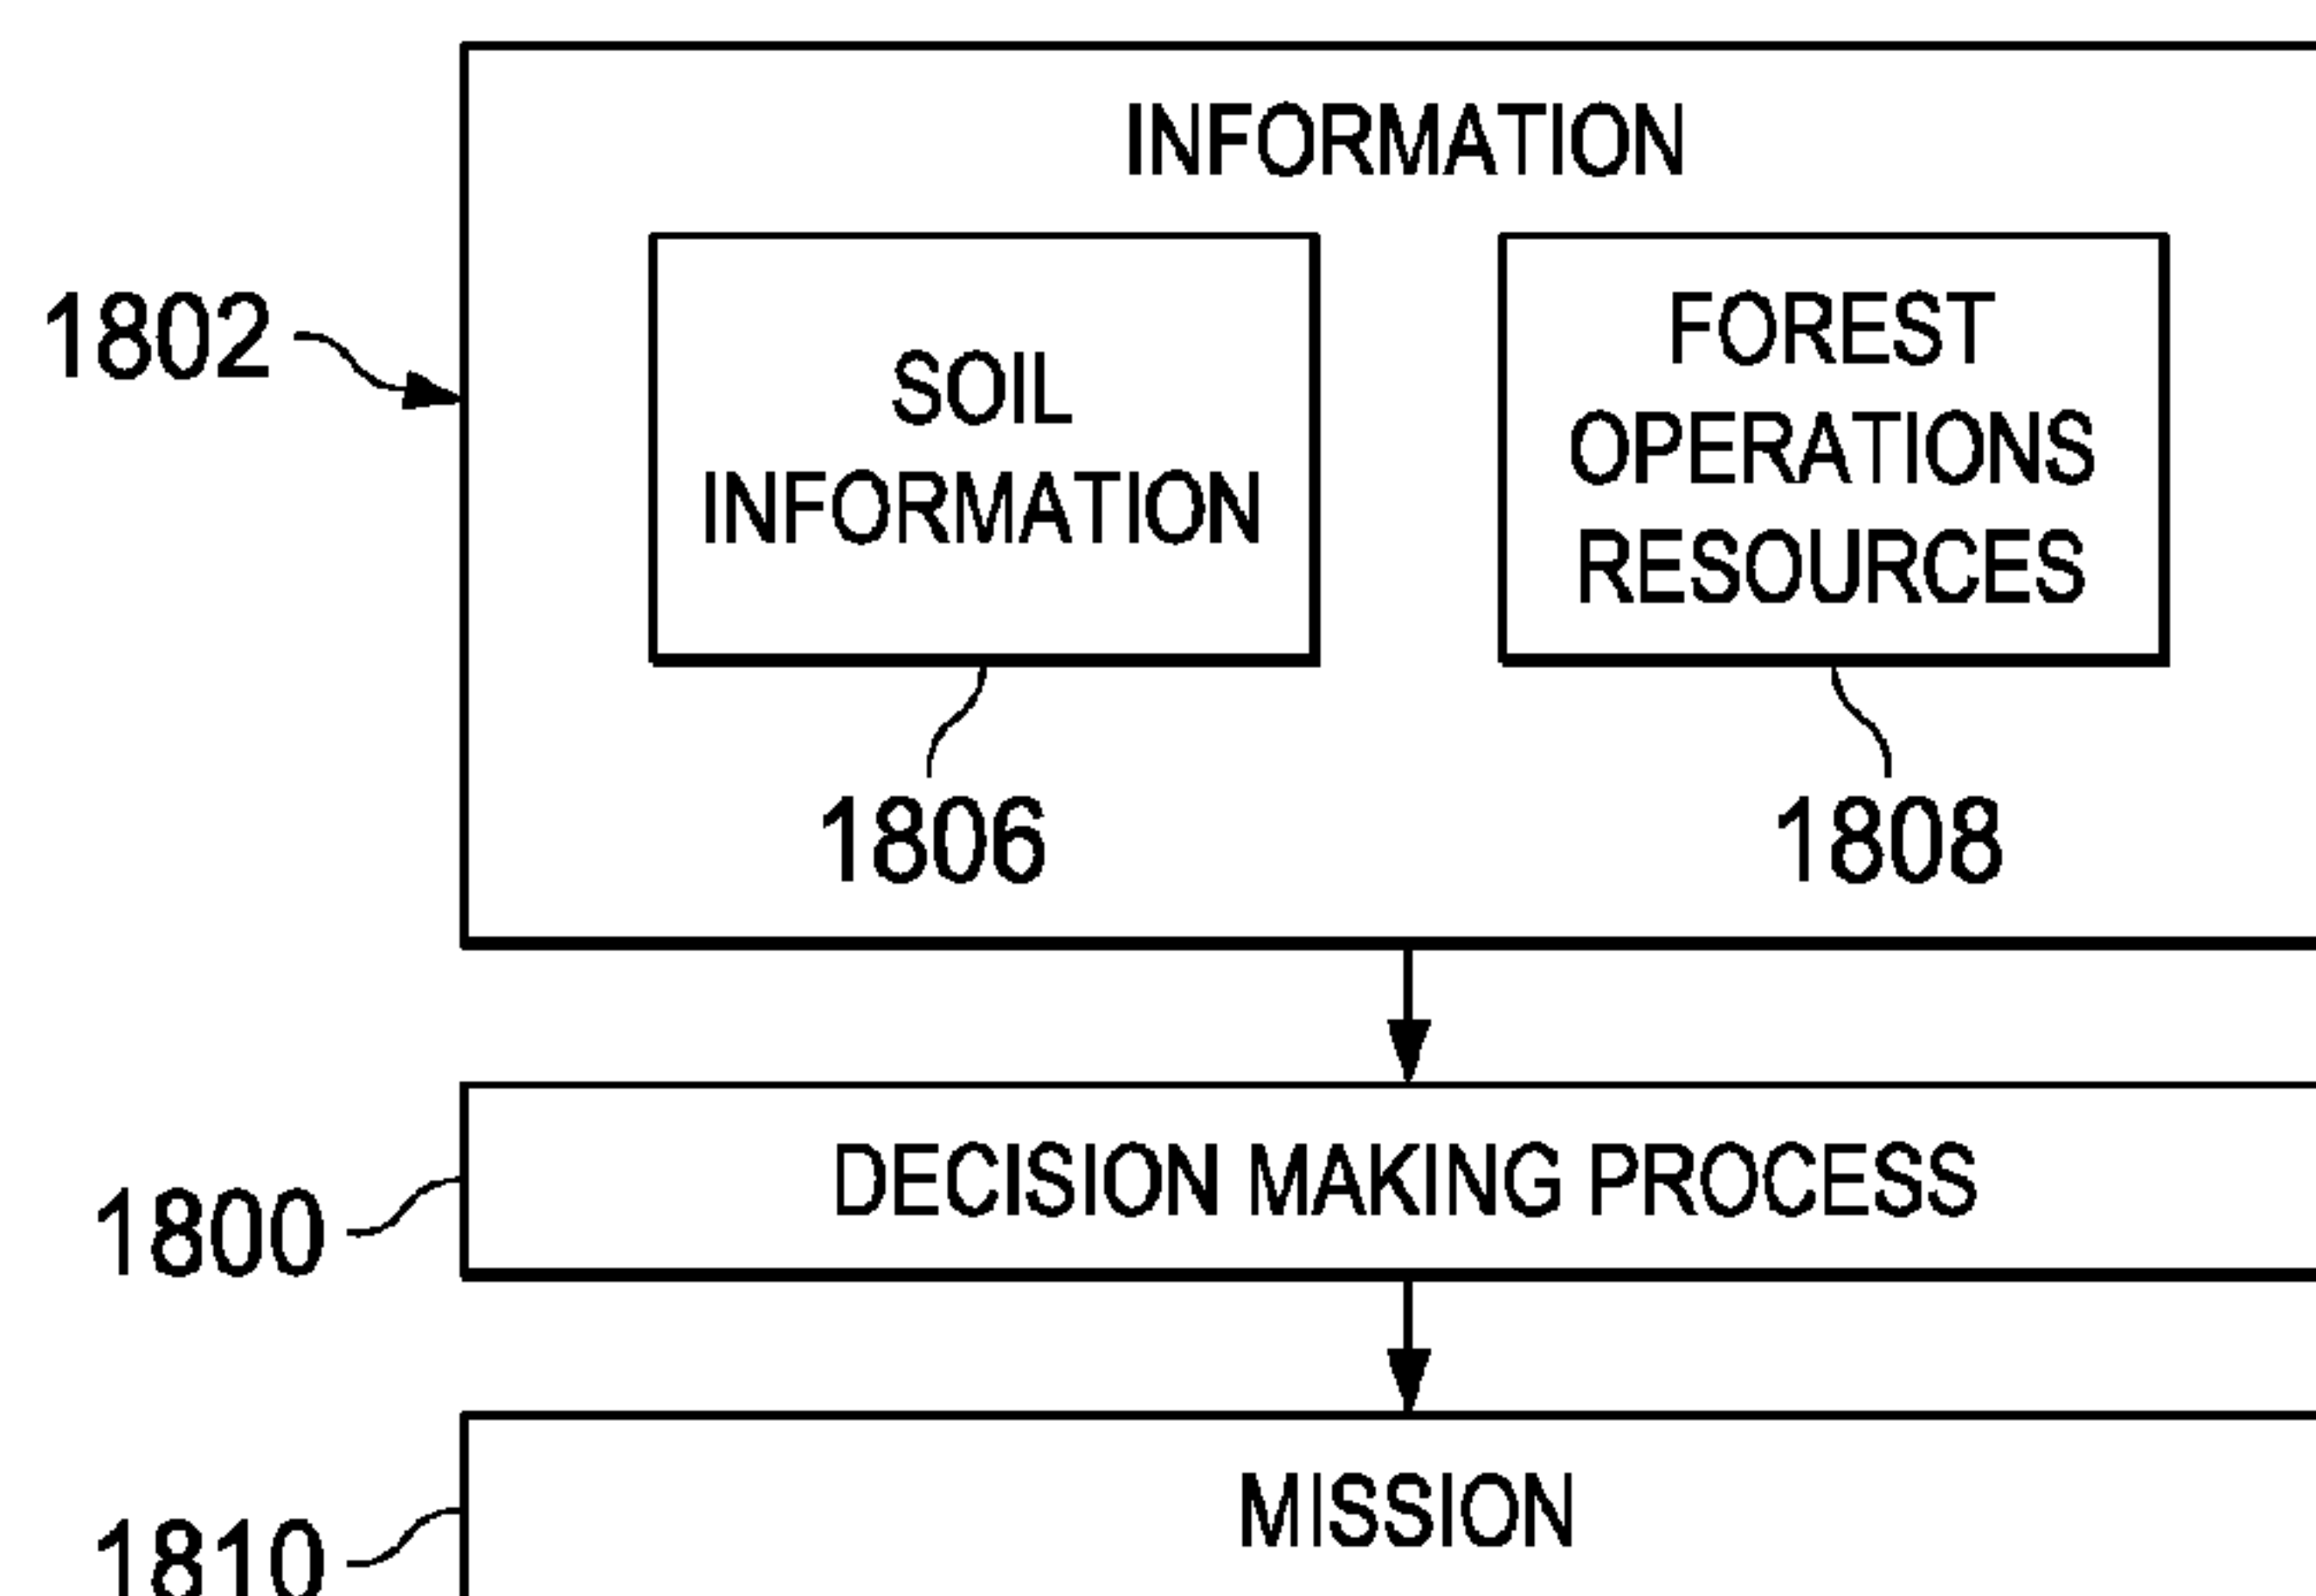 INFORMATION
1802
SOIL
INFORMATION
FOREST
OPERATIONS
RESOURCES
1806
1808
DECISION MAKING PROCESS
1800
MISSION
1810